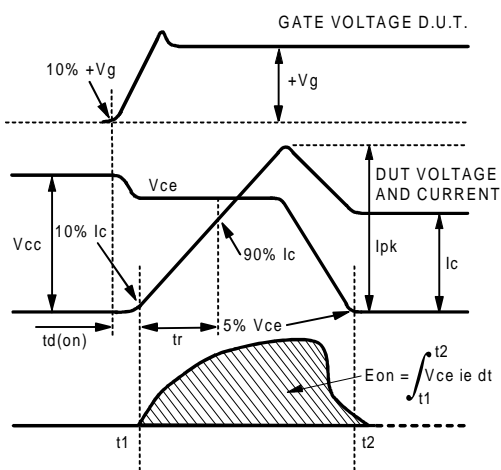 GATE VOLTAGE D.U.T.
10% +Vg
+Vg
DUT VOLTAGE
AND CURRENT
Vce
Vcc
10% Ic
90% Ic
Ipk
Ic
td(on)
tr
5% Vce
Eon = ∫ Vce ie dt
t2
t1
t1
t2